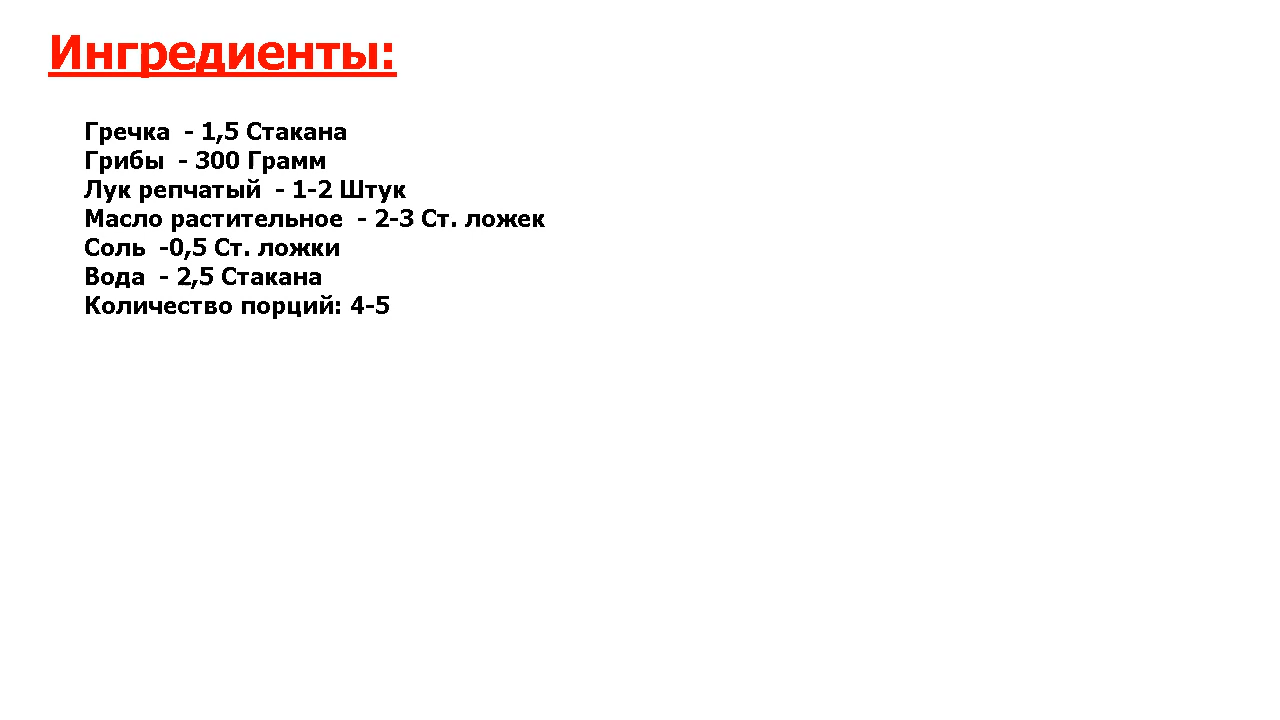 Ингредиенты:
Гречка - 1,5 Стакана
Грибы - 300 Грамм
Лук репчатый - 1-2 Штук
Масло растительное - 2-3 Ст. ложек
Соль -0,5 Ст. ложки
Вода - 2,5 Стакана
Количество порций: 4-5